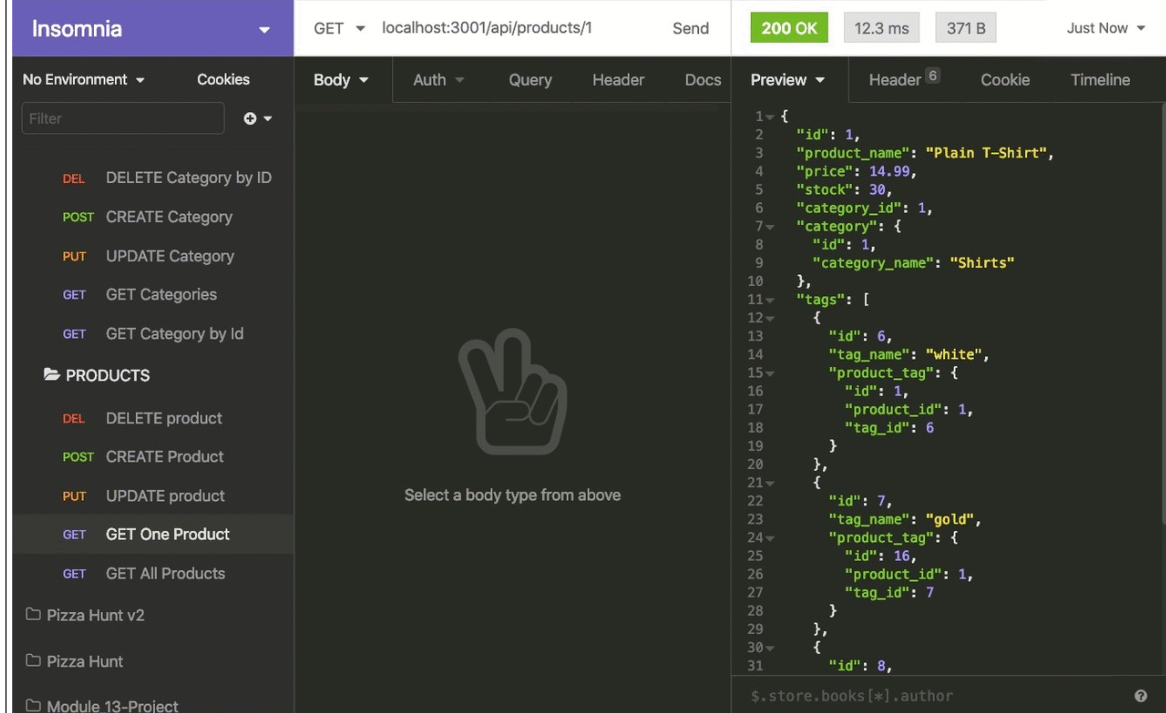 Insomnia
GET localhost:3001/api/products/1 Send
200 OK 12.3 ms 371 B Just Now
No Environment Cookies
Body Auth Query Header Docs
Preview Header 6 Cookie Timeline
Filter
DEL DELETE Category by ID
POST CREATE Category
PUT UPDATE Category
GET GET Categories
GET GET Category by Id
PRODUCTS
DEL DELETE product
POST CREATE Product
PUT UPDATE product
GET GET One Product
GET GET All Products
Pizza Hunt v2
Pizza Hunt
Module 13-Project
Select a body type from above
1 {
2 "id": 1,
3 "product_name": "Plain T-Shirt",
4 "price": 14.99,
5 "stock": 30,
6 "category_id": 1,
7 "category": {
8 "id": 1,
9 "category_name": "Shirts"
10 },
11 "tags": [
12 {
13 "id": 6,
14 "tag_name": "white",
15 "product_tag": {
16 "id": 1,
17 "product_id": 1,
18 "tag_id": 6
19 }
20 },
21 {
22 "id": 7,
23 "tag_name": "gold",
24 "product_tag": {
25 "id": 16,
26 "product_id": 1,
27 "tag_id": 7
28 }
29 },
30 {
31 "id": 8,
$.store.books[*].author